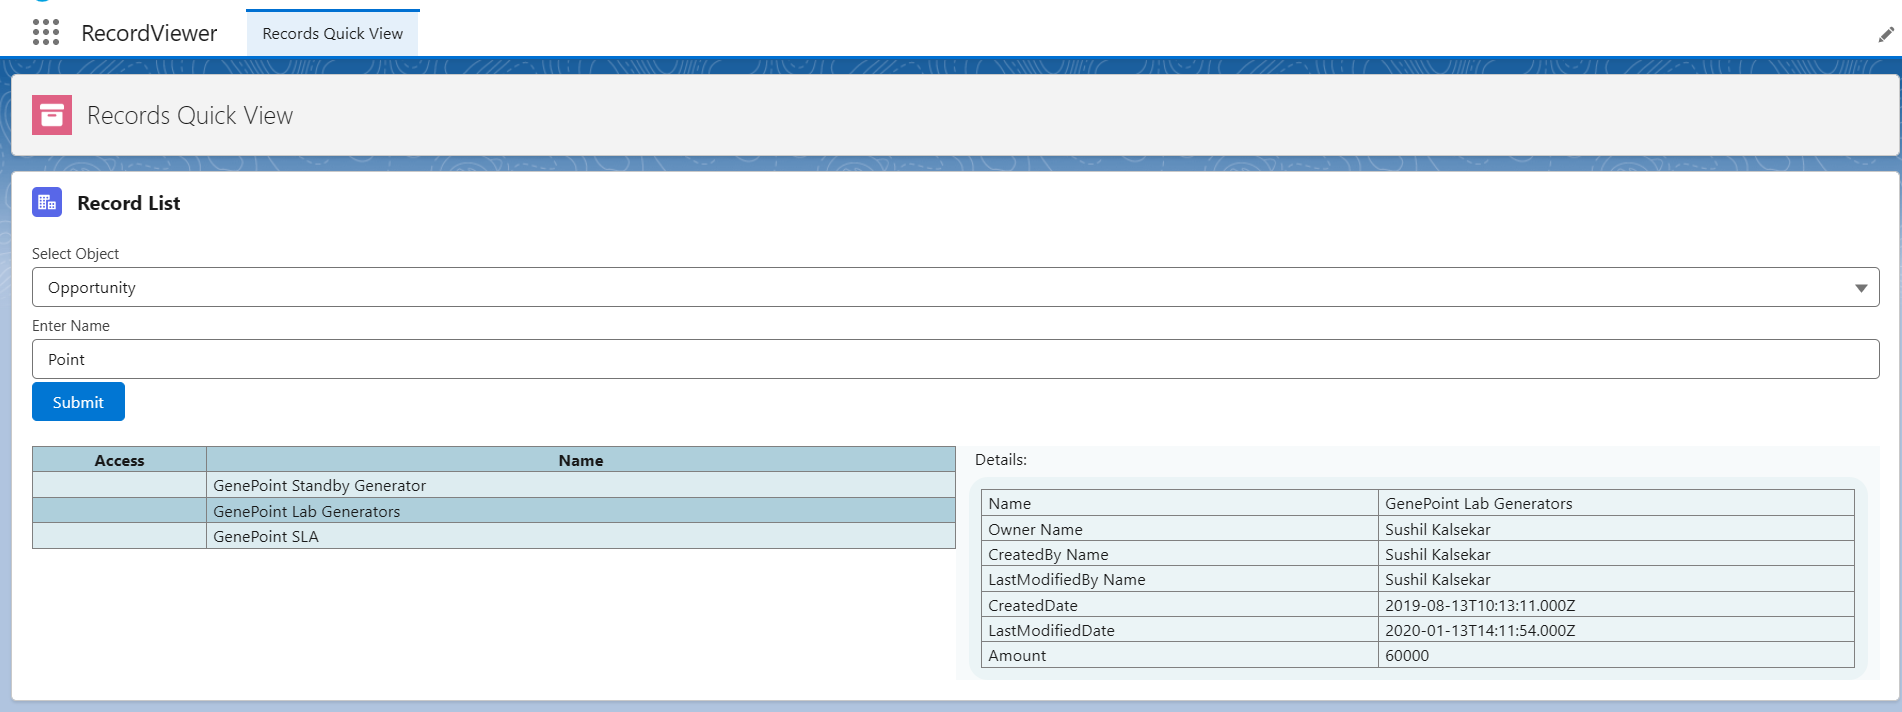 RecordViewer
Records Quick View
Records Quick View
Record List
Select Object
Opportunity
Enter Name
Point
Submit
Access Name
GenePoint Standby Generator
GenePoint Lab Generators
GenePoint SLA
Details:
Name GenePoint Lab Generators
Owner Name Sushil Kalsekar
CreatedBy Name Sushil Kalsekar
LastModifiedBy Name Sushil Kalsekar
CreatedDate 2019-08-13T10:13:11.000Z
LastModifiedDate 2020-01-13T14:11:54.000Z
Amount 60000